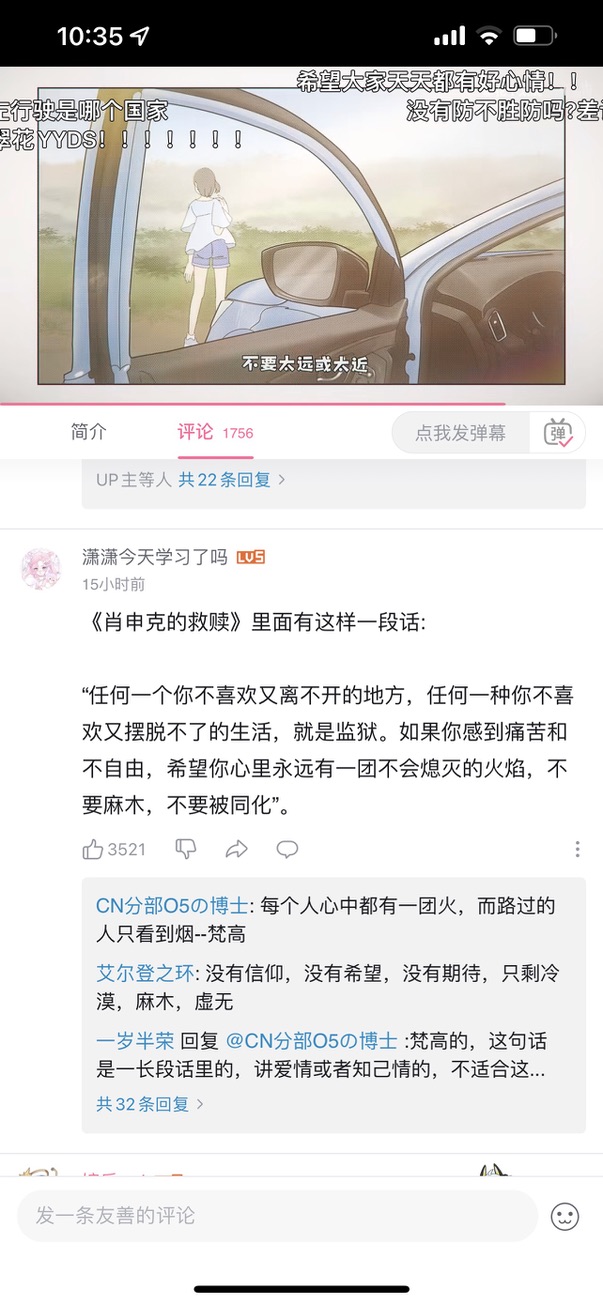 10:35
希望大家天天都有好心情！！
左行驶是哪个国家
没有防不胜防吗?差
翠花YYDS！！！！！！！
不要太远或太近
简介
评论 1756
点我发弹幕
弹
UP主等人 共22条回复 >
潇潇今天学习了吗 LV5
15小时前
《肖申克的救赎》里面有这样一段话:
“任何一个你不喜欢又离不开的地方，任何一种你不喜
欢又摆脱不了的生活，就是监狱。如果你感到痛苦和
不自由，希望你心里永远有一团不会熄灭的火焰，不
要麻木，不要被同化”。
3521
CN分部O5の博士: 每个人心中都有一团火，而路过的
人只看到烟--梵高
艾尔登之环: 没有信仰，没有希望，没有期待，只剩冷
漠，麻木，虚无
一岁半荣 回复 @CN分部O5の博士 :梵高的，这句话
是一长段话里的，讲爱情或者知己情的，不适合这...
共32条回复 >
发一条友善的评论